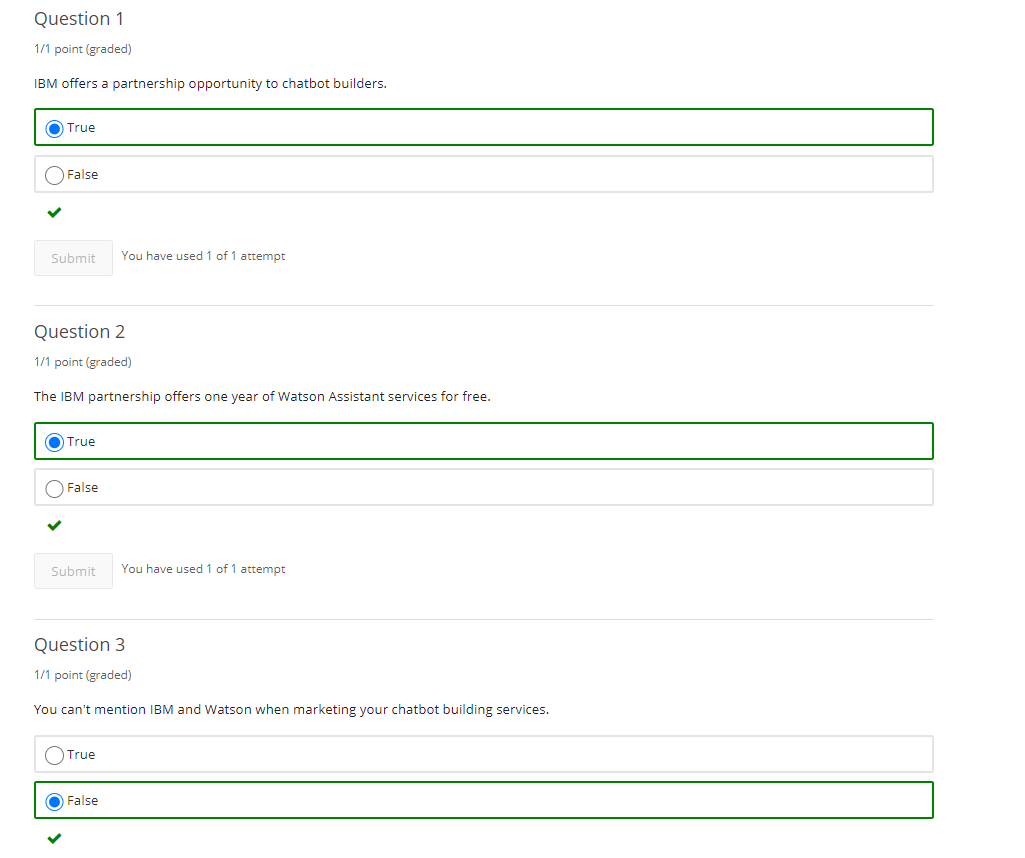 Question 1
1/1 point (graded)
IBM offers a partnership opportunity to chatbot builders.
True
False
Submit You have used 1 of 1 attempt
Question 2
1/1 point (graded)
The IBM partnership offers one year of Watson Assistant services for free.
True
False
Submit You have used 1 of 1 attempt
Question 3
1/1 point (graded)
You can't mention IBM and Watson when marketing your chatbot building services.
True
False